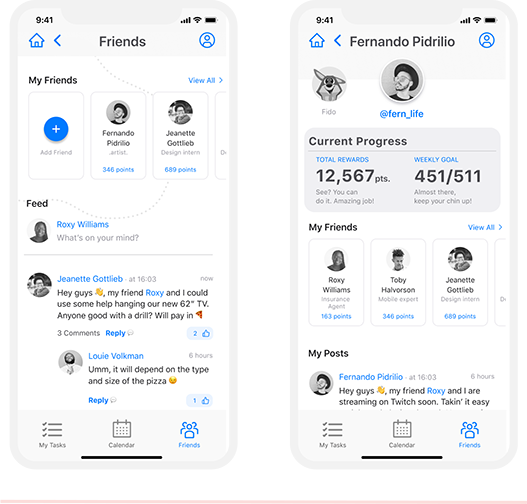 9:41
Friends
My Friends
View All >
Add Friend
Fernando
Pidrilio
.artist.
346 points
Jeanette
Gottlieb
Design intern
689 points
Feed
Roxy Williams
What's on your mind?
Jeanette Gottlieb · at 16:03
now
Hey guys 👋, my friend Roxy and I could
use some help hanging our new 62" TV.
Anyone good with a drill? Will pay in 🍕
3 Comments Reply
2
Louie Volkman
6 hours
Umm, it will depend on the type
and size of the pizza 😉
Reply
1
My Tasks
Calendar
Friends
9:41
Fernando Pidrilio
Fido
@fern_life
Current Progress
TOTAL REWARDS
12,567pts.
See? You can
do it. Amazing job!
WEEKLY GOAL
451/511
Almost there,
keep your chin up!
My Friends
View All >
Roxy
Williams
Insurance
Agent
163 points
Toby
Halvorson
Mobile expert
346 points
Jeanette
Gottlieb
Design intern
689 points
My Posts
Fernando Pidrilio · at 16:03
6 hours
Hey guys 👋, my friend Roxy and I are
streaming on Twitch soon. Takin' it easy
My Tasks
Calendar
Friends